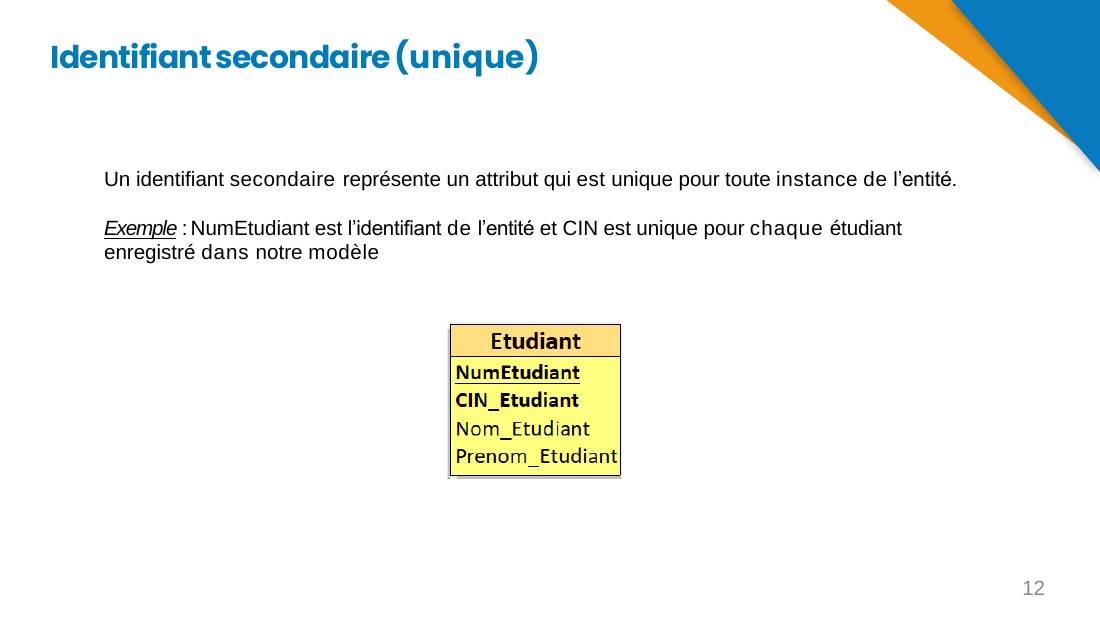 Identifiant secondaire (unique)
Un identifiant secondaire représente un attribut qui est unique pour toute instance de l’entité.
Exemple : NumEtudiant est l’identifiant de l’entité et CIN est unique pour chaque étudiant
enregistré dans notre modèle
Etudiant
NumEtudiant
CIN_Etudiant
Nom_Etudiant
Prenom_Etudiant
12